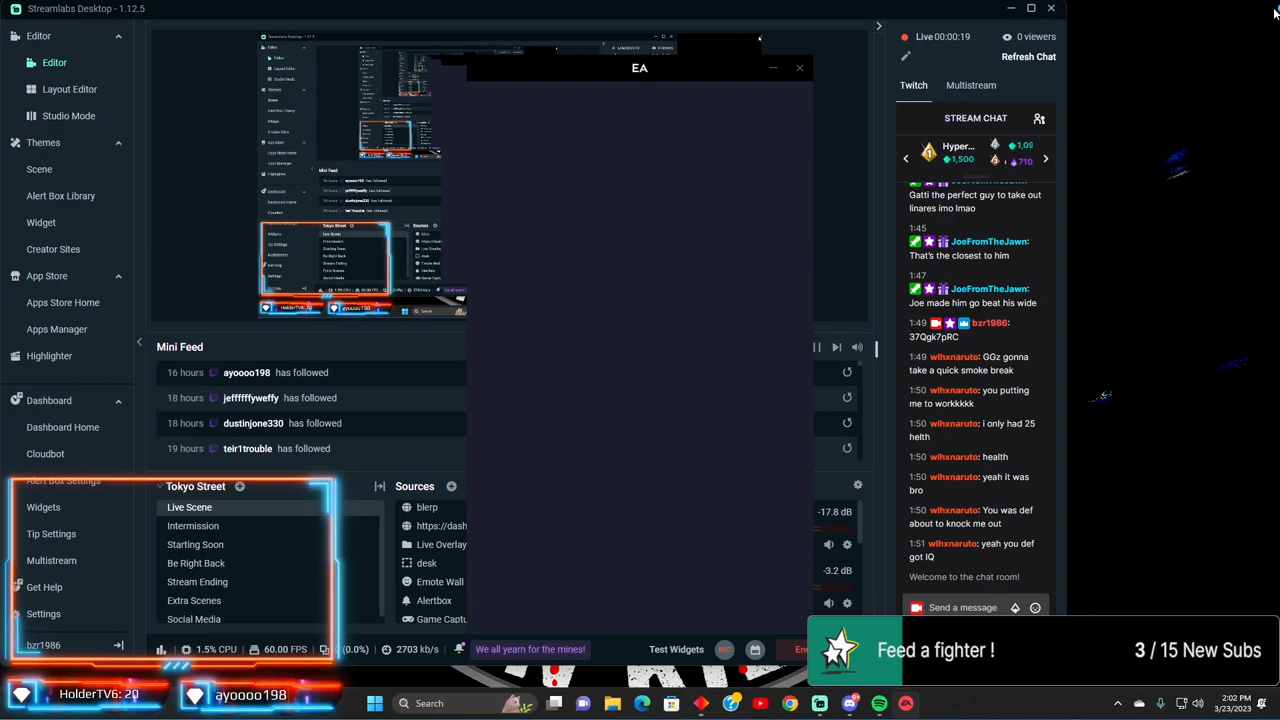 Streamlabs Desktop - 1.12.5
Editor
Editor
Layout Editor
Studio Mode
Themes
Scene
Alert Box Library
Widget
Creator Sites
App Store
Apps Store Home
Apps Manager
Highlighter
Dashboard
Dashboard Home
Cloudbot
Alert Box Settings
Widgets
Tip Settings
Multistream
Get Help
Settings
bzr1986
EA
Mini Feed
16 hours ayoooo198 has followed
18 hours jeffffffyweffy has followed
18 hours dustinjone330 has followed
19 hours teir1trouble has followed
Tokyo Street
Live Scene
Intermission
Starting Soon
Be Right Back
Stream Ending
Extra Scenes
Social Media
Sources
blerp
https://dash
Live Overlay
desk
Emote Wall
Alertbox
Game Captu
-17.8 dB
-3.2 dB
1.5% CPU
60.00 FPS
(0.0%)
2703 kb/s
We all yearn for the mines!
Test Widgets
REC
Live 00:00:19
0 viewers
Refresh Chat
Twitch
Multistream
STREAM CHAT
1 Hyper...
1,500
1,09
710
JoeFromTheJawn:
Gatti the perfect guy to take out
linares imo lmao
1:45
JoeFromTheJawn:
That's the closest to him
1:47
JoeFromTheJawn:
Joe made him go beat his wide
1:49 bzr1986:
37Qgk7pRC
1:49 wlhxnaruto: GGz gonna
take a quick smoke break
1:50 wlhxnaruto: you putting
me to workkkkk
1:50 wlhxnaruto: i only had 25
helth
1:50 wlhxnaruto: health
1:50 wlhxnaruto: yeah it was
bro
1:50 wlhxnaruto: You was def
about to knock me out
1:51 wlhxnaruto: yeah you def
got IQ
Welcome to the chat room!
Send a message
Feed a fighter !
3 / 15 New Subs
HolderTV6: 20
ayoooo198
Search
2:02 PM
3/23/2023